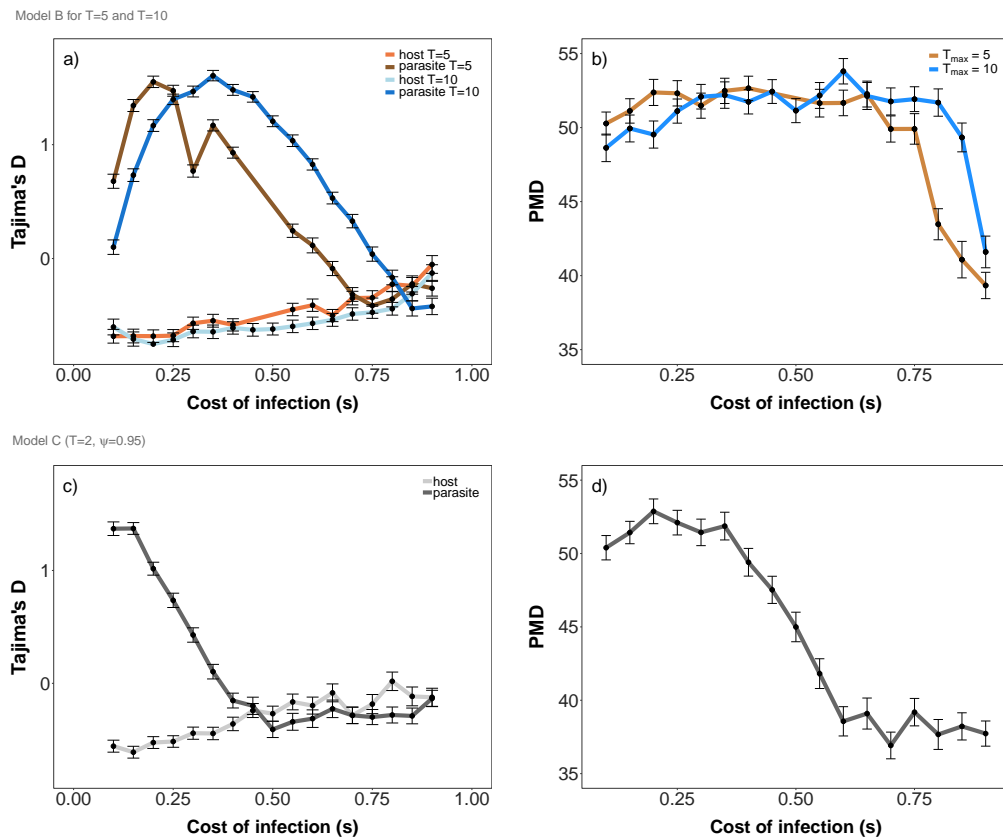 Model B for T=5 and T=10
a)
host T=5
parasite T=5
host T=10
parasite T=10
Tajima's D
1
0
0.00 0.25 0.50 0.75 1.00
Cost of infection (s)
b)
Tmax = 5
Tmax = 10
PMD
55
50
45
40
35
0.25 0.50 0.75
Cost of infection (s)
Model C (T=2, ψ=0.95)
c)
host
parasite
Tajima's D
1
0
0.00 0.25 0.50 0.75 1.00
Cost of infection (s)
d)
PMD
55
50
45
40
35
0.25 0.50 0.75
Cost of infection (s)